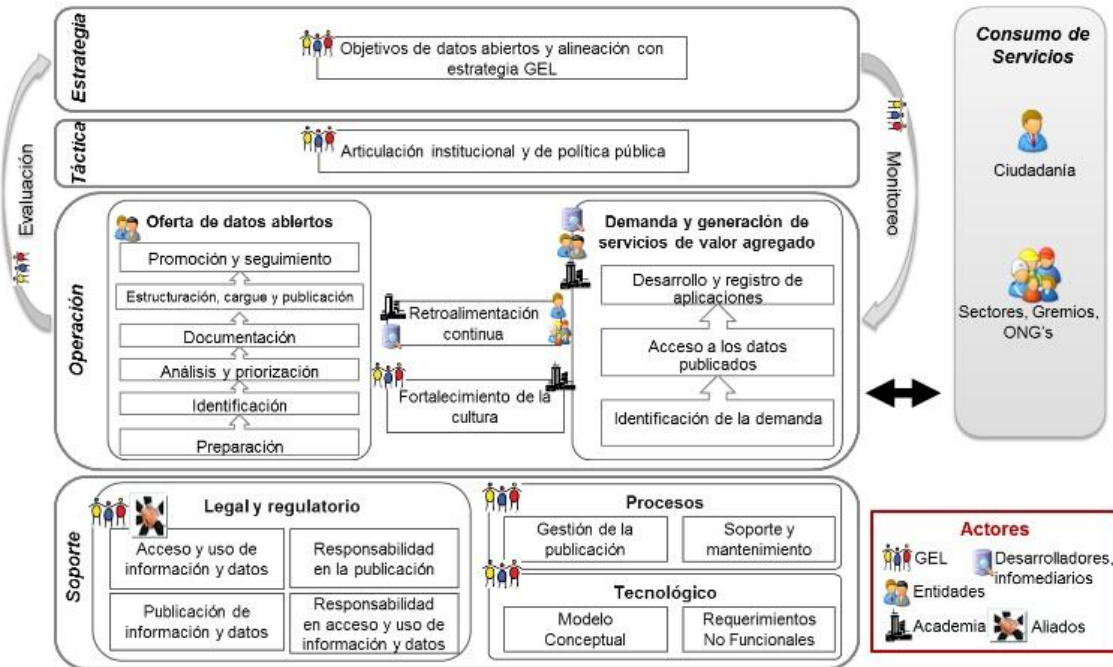 Estrategia
Objetivos de datos abiertos y alineación con
estrategia GEL
Táctica
Articulación institucional y de política pública
Evaluación
Monitoreo
Operación
Oferta de datos abiertos
Promoción y seguimiento
Estructuración, cargue y publicación
Documentación
Análisis y priorización
Identificación
Preparación
Retroalimentación
continua
Fortalecimiento de la
cultura
Demanda y generación de
servicios de valor agregado
Desarrollo y registro de
aplicaciones
Acceso a los datos
publicados
Identificación de la demanda
Soporte
Legal y regulatorio
Acceso y uso de
información y datos
Responsabilidad
en la publicación
Publicación de
información y datos
Responsabilidad
en acceso y uso de
información y datos
Procesos
Gestión de la
publicación
Soporte y
mantenimiento
Tecnológico
Modelo
Conceptual
Requerimientos
No Funcionales
Consumo de
Servicios
Ciudadanía
Sectores, Gremios,
ONG's
Actores
GEL
Desarrolladores,
infomediarios
Entidades
Academia
Aliados